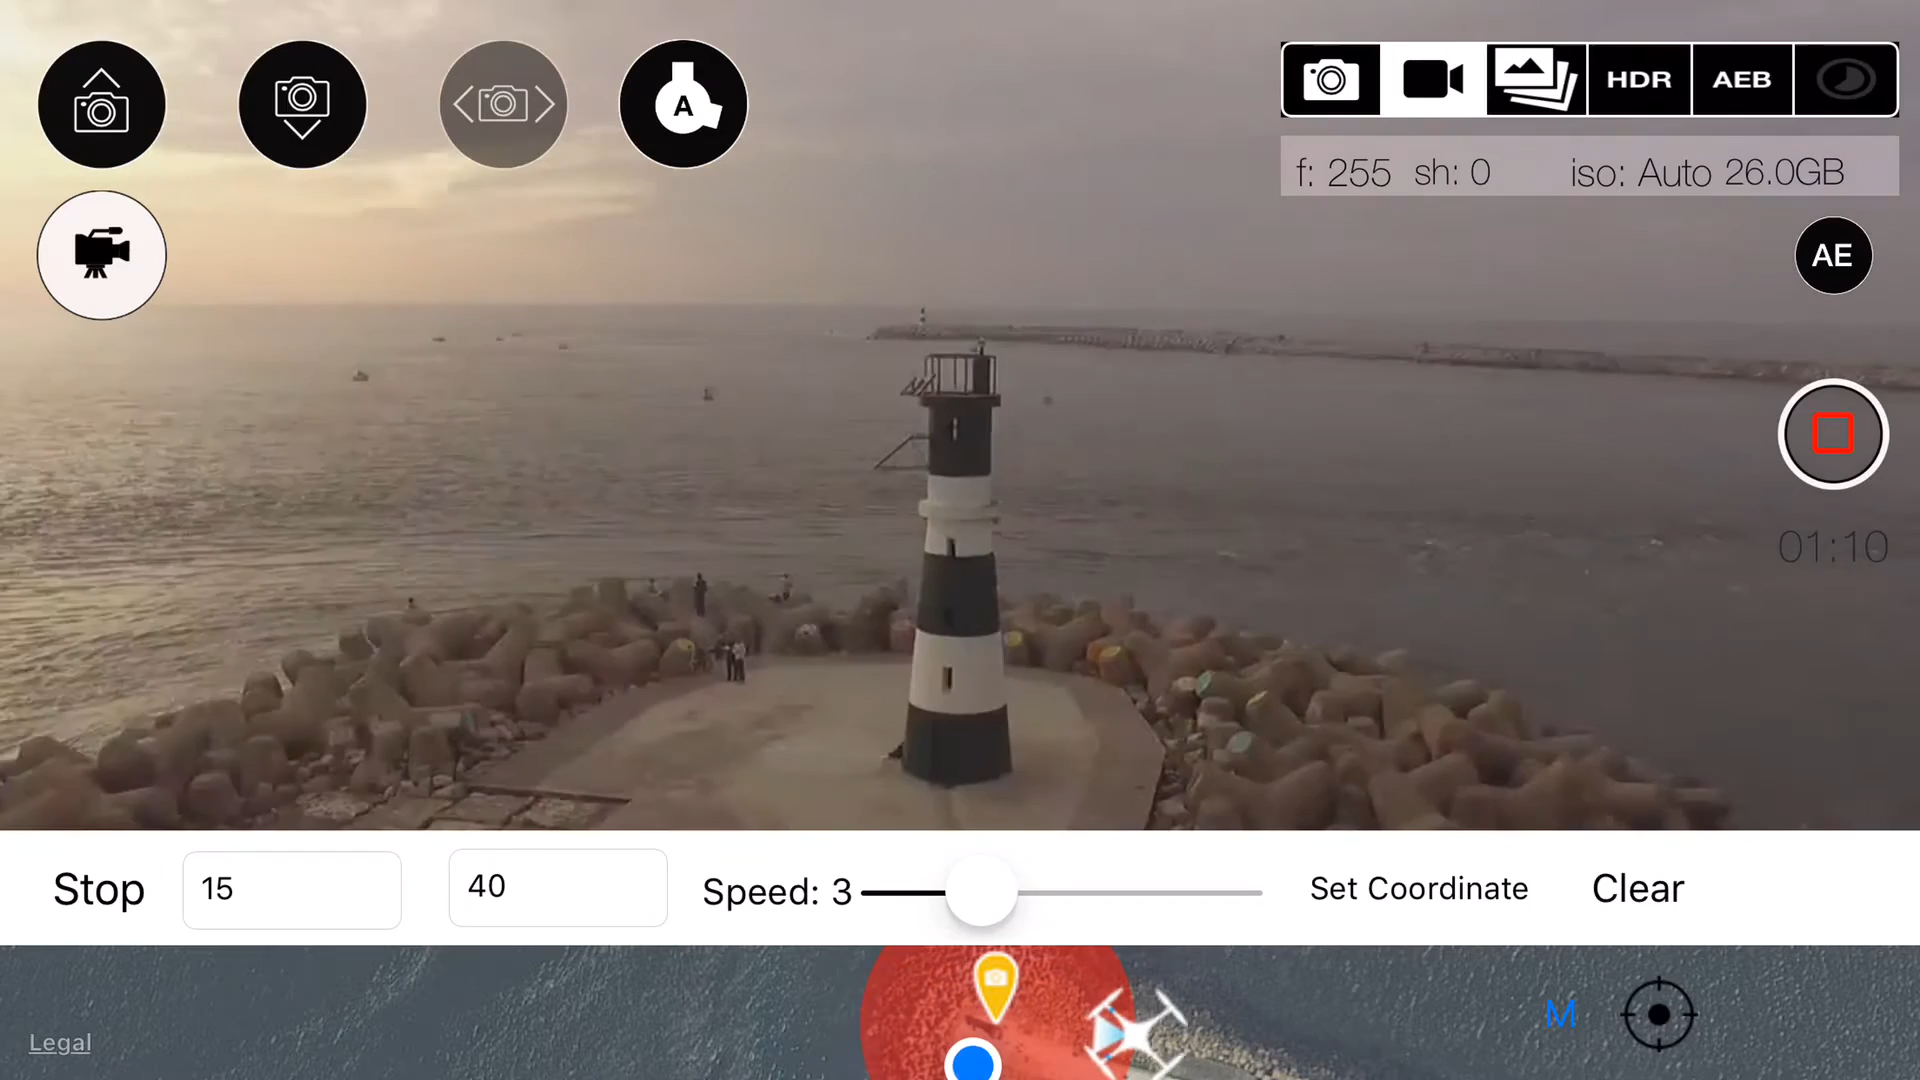 A
HDR
AEB
f: 255 sh: 0 iso: Auto 26.0GB
AE
01:10
Stop
15
40
Speed: 3
Set Coordinate
Clear
M
Legal